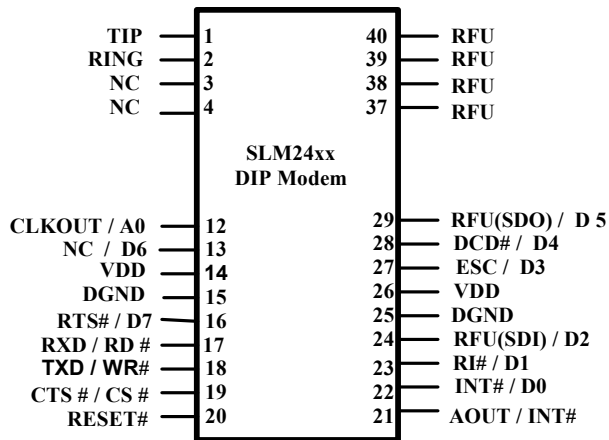 TIP 1 40 RFU
RING 2 39 RFU
NC 3 38 RFU
NC 4 37 RFU
SLM24xx
DIP Modem
CLKOUT / A0 12 29 RFU(SDO) / D 5
NC / D6 13 28 DCD# / D4
VDD 14 27 ESC / D3
DGND 15 26 VDD
RTS# / D7 16 25 DGND
RXD / RD # 17 24 RFU(SDI) / D2
TXD / WR# 18 23 RI# / D1
CTS # / CS # 19 22 INT# / D0
RESET# 20 21 AOUT / INT#